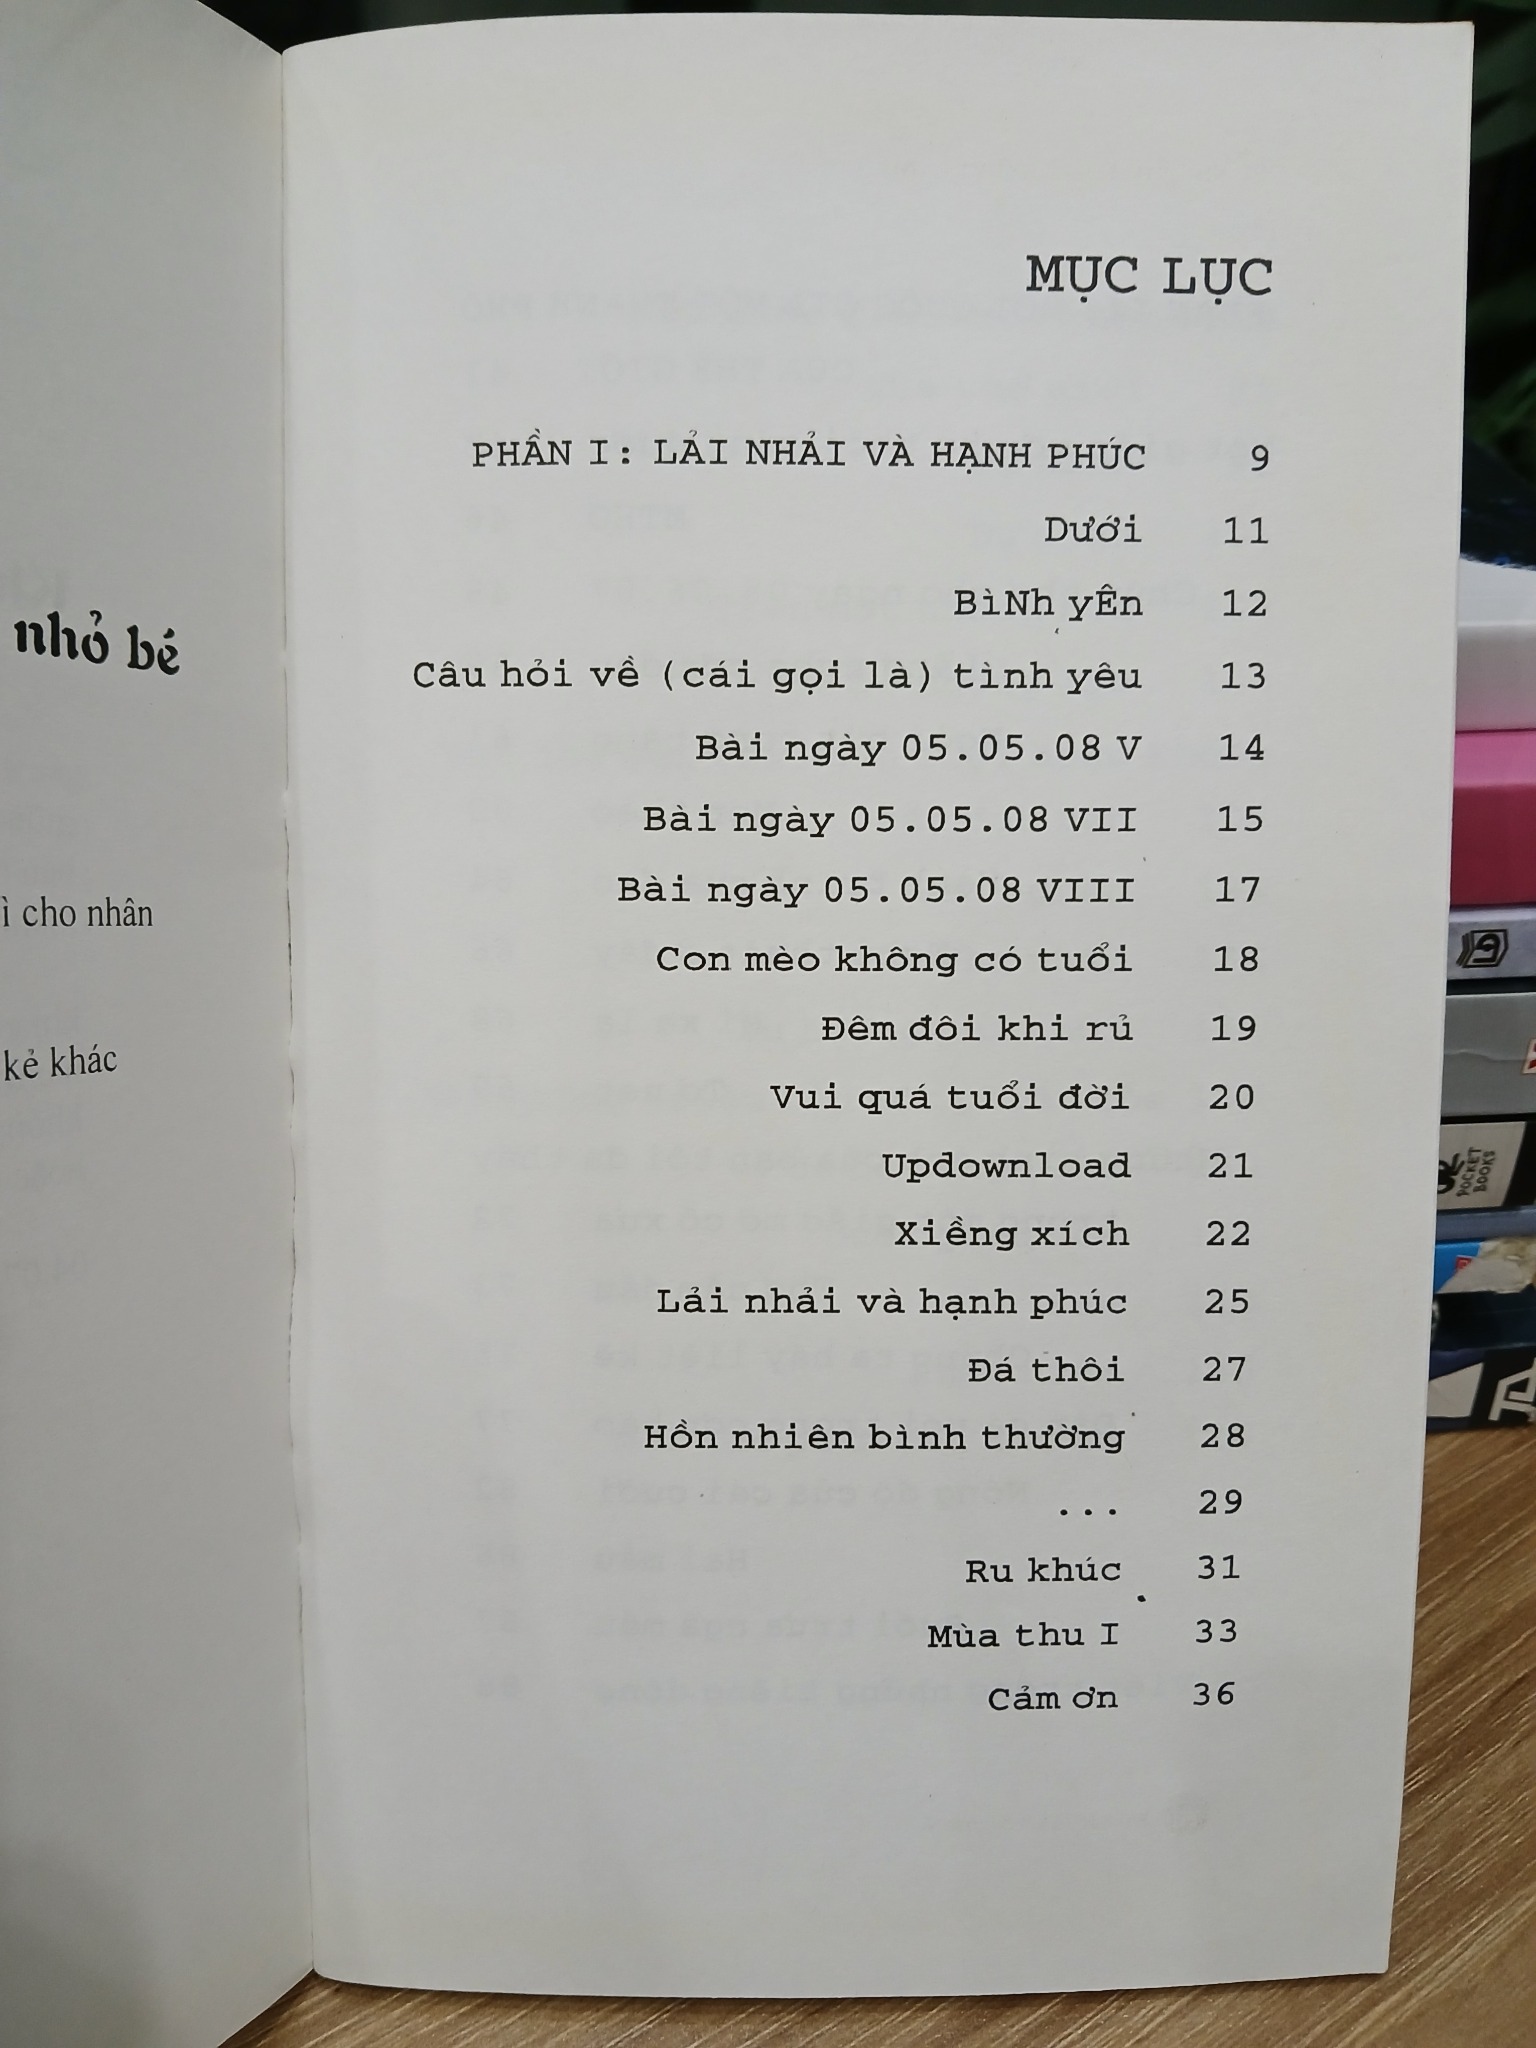 nhỏ bé
ì cho nhân
kẻ khác
MỤC LỤC
PHẦN I: LẢI NHẢI VÀ HẠNH PHÚC 9
Dưới 11
BìNh yÊn 12
Câu hỏi về (cái gọi là) tình yêu 13
Bài ngày 05.05.08 V 14
Bài ngày 05.05.08 VII 15
Bài ngày 05.05.08 VIII 17
Con mèo không có tuổi 18
Đêm đôi khi rủ 19
Vui quá tuổi đời 20
Updownload 21
Xiềng xích 22
Lải nhải và hạnh phúc 25
Đá thôi 27
Hồn nhiên bình thường 28
... 29
Ru khúc 31
Mùa thu I 33
Cảm ơn 36
POCKET
BOOKS